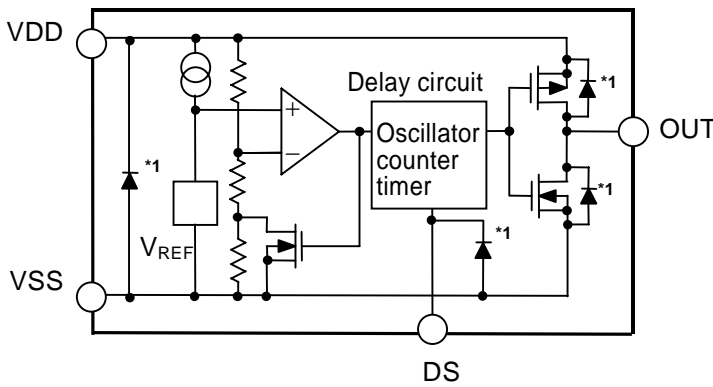 VDD
*1
VREF
VSS
+
−
Delay circuit
Oscillator
counter
timer
*1
DS
*1
*1
OUT